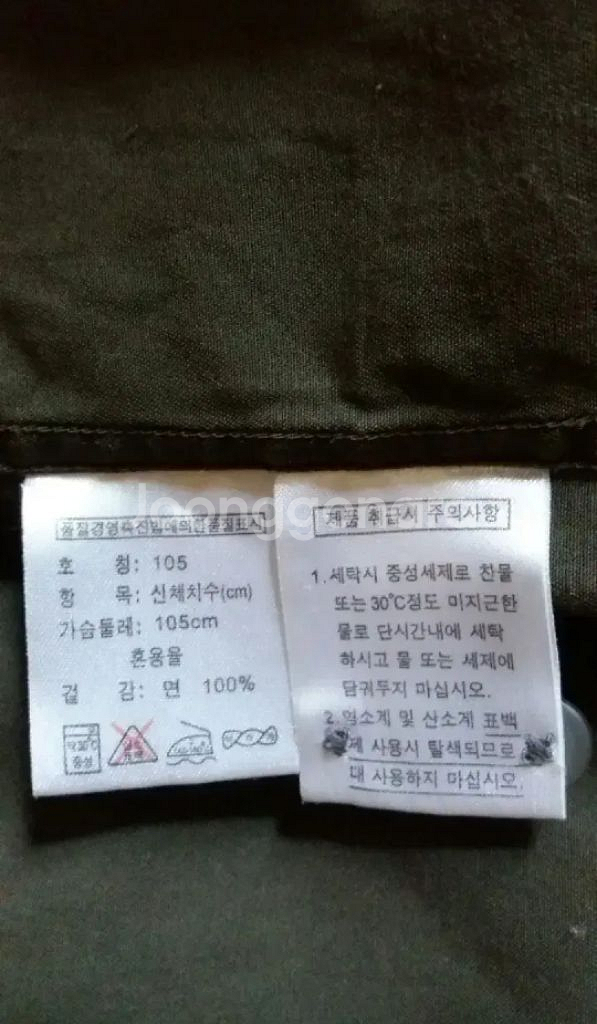 품질경영촉진법에의한품질표시
호 칭: 105
항 목: 신체치수(cm)
가슴둘레: 105cm
혼용율
겉 감: 면 100%
약30℃
중성
제품 취급시 주의사항
1. 세탁시 중성세제로 찬물
또는 30℃정도 미지근한
물로 단시간내에 세탁
하시고 물 또는 세제에
담궈두지 마십시오.
2. 염소계 및 산소계 표백
제 사용시 탈색되므로
대 사용하지 마십시오.